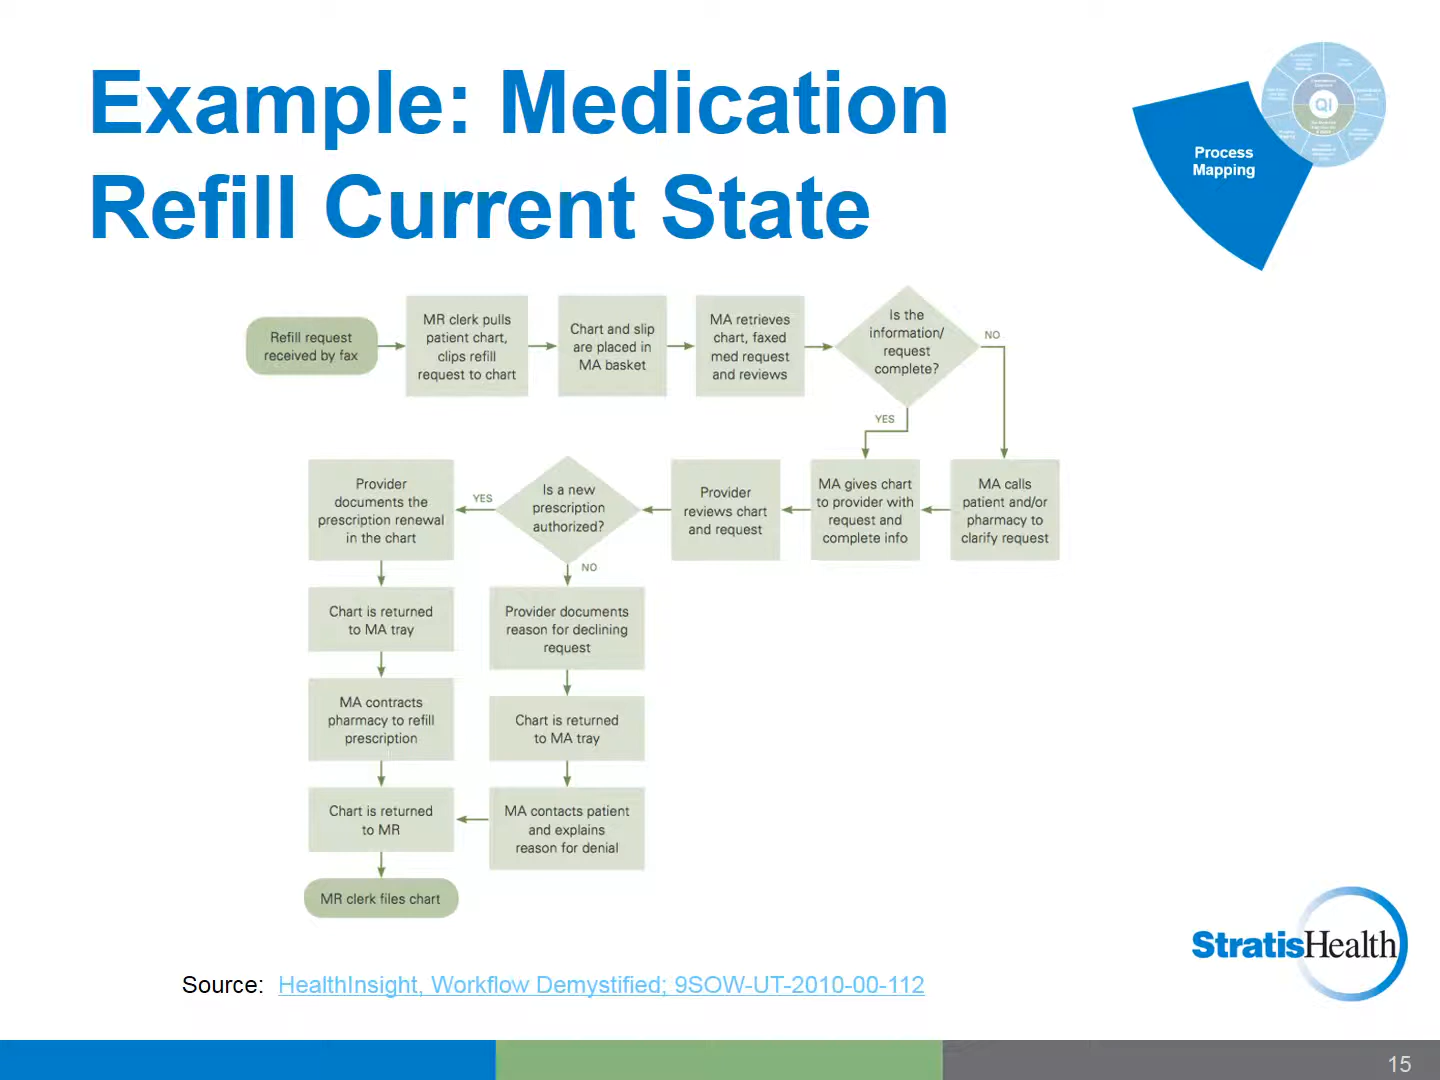 Example: Medication
Refill Current State
QI
Process
Mapping
Refill request
received by fax
MR clerk pulls
patient chart,
clips refill
request to chart
Chart and slip
are placed in
MA basket
MA retrieves
chart, faxed
med request
and reviews
Is the
information/
request
complete?
NO
YES
MA calls
patient and/or
pharmacy to
clarify request
MA gives chart
to provider with
request and
complete info
Provider
reviews chart
and request
Is a new
prescription
authorized?
YES
NO
Provider
documents the
prescription renewal
in the chart
Chart is returned
to MA tray
MA contracts
pharmacy to refill
prescription
Chart is returned
to MR
MR clerk files chart
Provider documents
reason for declining
request
Chart is returned
to MA tray
MA contacts patient
and explains
reason for denial
StratisHealth
Source: HealthInsight, Workflow Demystified; 9SOW-UT-2010-00-112
15